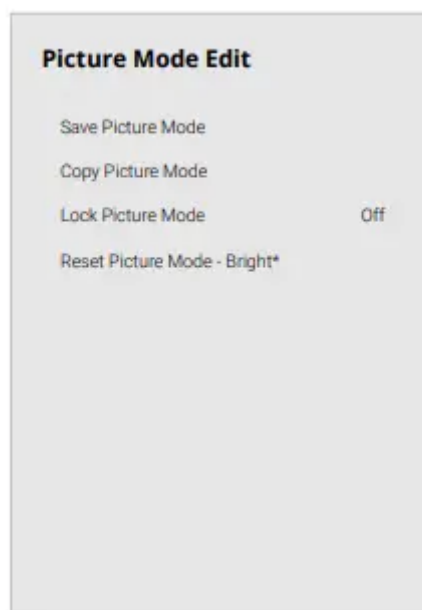 Picture Mode Edit
Save Picture Mode
Copy Picture Mode
Lock Picture Mode Off
Reset Picture Mode - Bright*